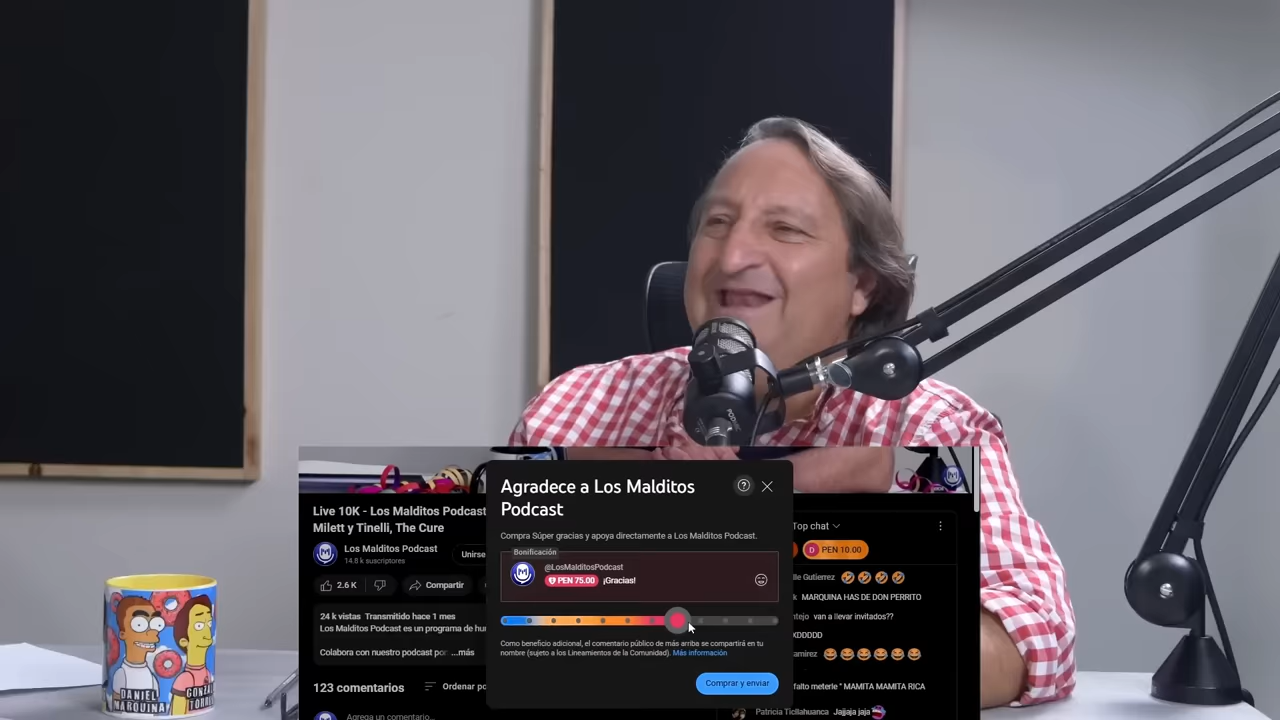 Agradece a Los Malditos
Podcast
Compra Súper gracias y apoya directamente a Los Malditos Podcast.
Bonificación
@LosMalditosPodcast
PEN 75.00 ¡Gracias!
Como beneficio adicional, el comentario público de más arriba se compartirá en tu
nombre (sujeto a los Lineamientos de la Comunidad). Más información
Comprar y enviar
Live 10K - Los Malditos Podcast
Milett y Tinelli, The Cure
Los Malditos Podcast
14.8 k suscriptores
Unirse
2.6 K
Compartir
24 k vistas Transmitido hace 1 mes
Los Malditos Podcast es un programa de hu
Colabora con nuestro podcast por ...más
123 comentarios
Ordenar po
Agrega un comentario...
Top chat
D PEN 10.00
Gutierrez
MARQUINA HAS DE DON PERRITO
van a llevar invitados??
XDDDDD
falto meterle " MAMITA MAMITA RICA
Patricia Ticllahuanca Jajjaja jaja
DANIEL
MARQUINA